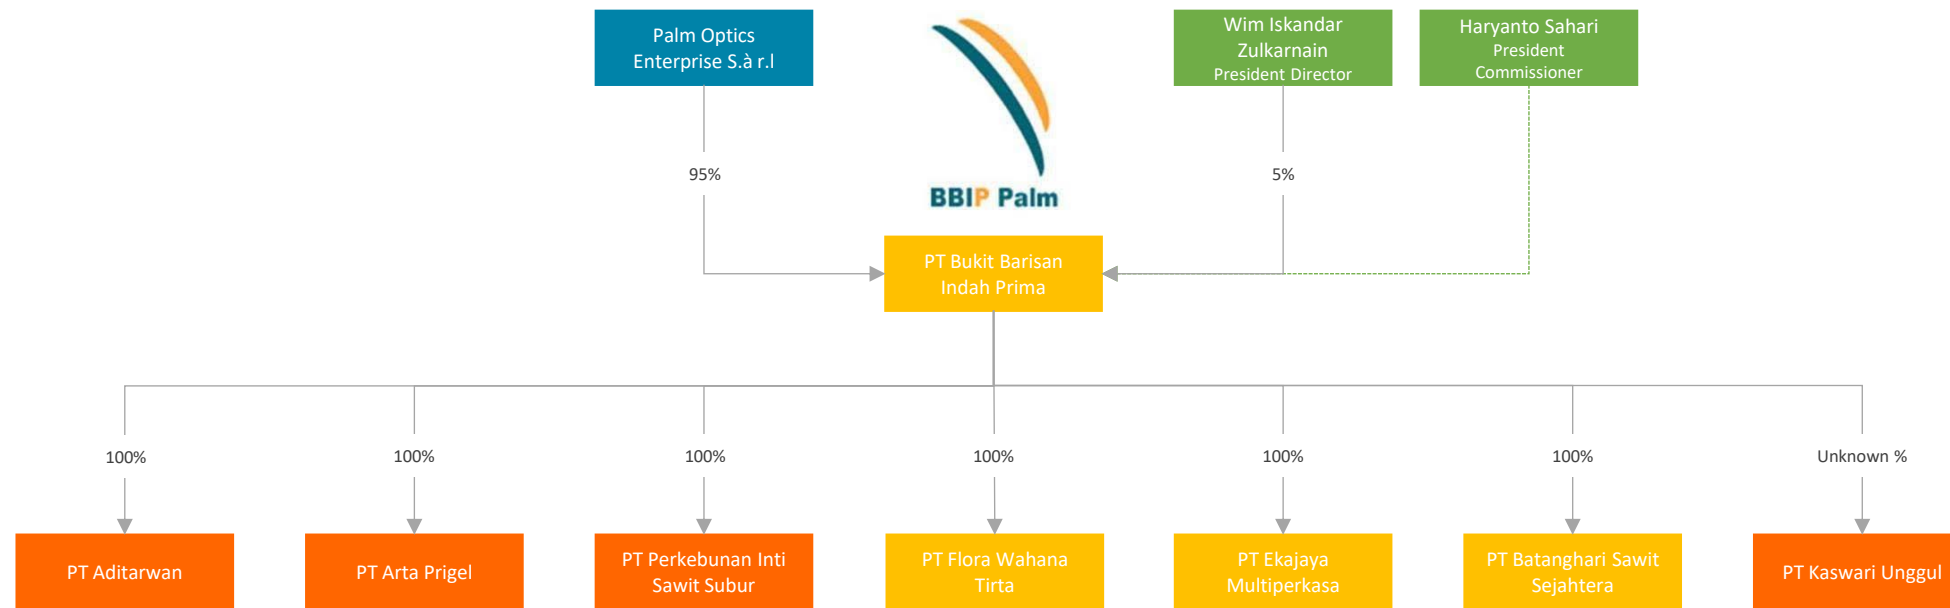 Palm Optics
Enterprise S.à r.l
Wim Iskandar
Zulkarnain
President Director
Haryanto Sahari
President
Commissioner
95%
5%
BBIP Palm
PT Bukit Barisan
Indah Prima
100%
100%
100%
100%
100%
100%
Unknown %
PT Aditarwan
PT Arta Prigel
PT Perkebunan Inti
Sawit Subur
PT Flora Wahana
Tirta
PT Ekajaya
Multiperkasa
PT Batanghari Sawit
Sejahtera
PT Kaswari Unggul